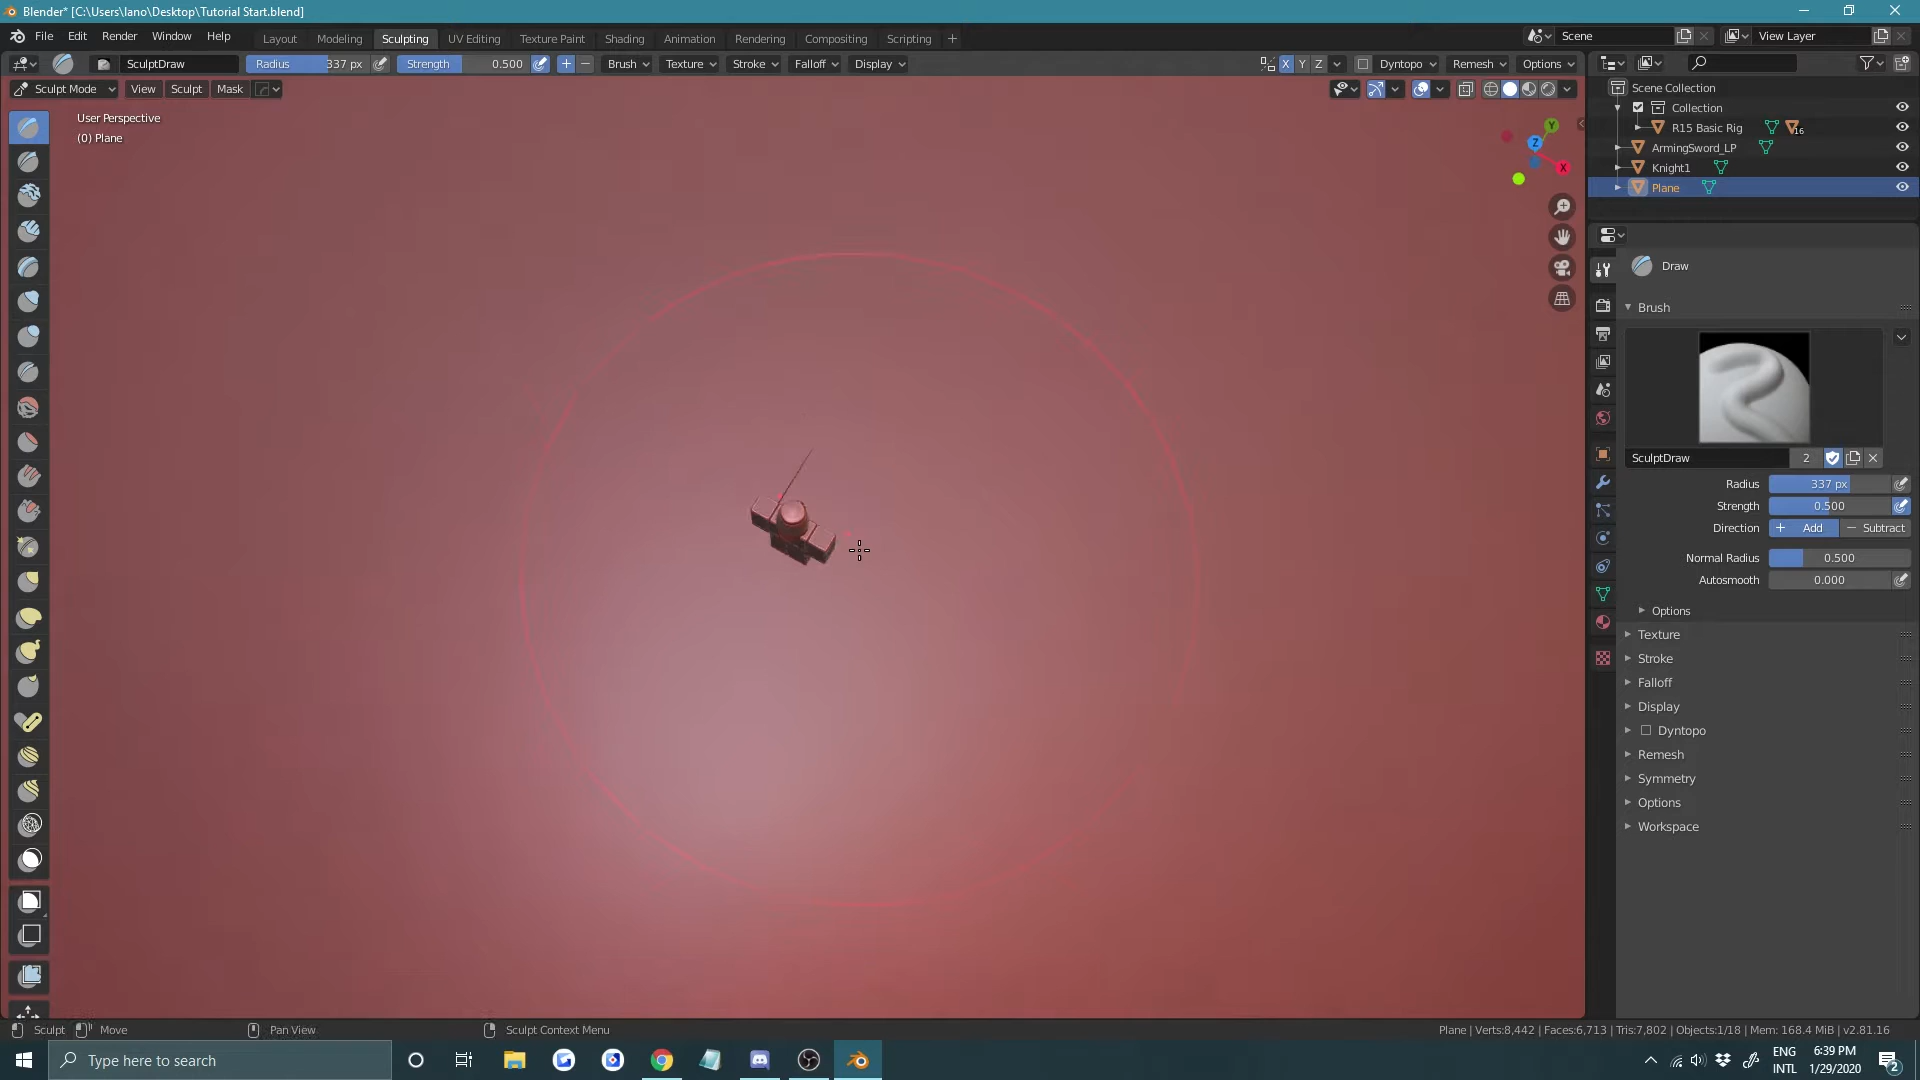 Blender* [C:\Users\Iano\Desktop\Tutorial Start.blend]
File Edit Render Window Help
Layout Modeling Sculpting UV Editing Texture Paint Shading Animation Rendering Compositing Scripting +
Scene
View Layer
SculptDraw
Radius 337 px
Strength 0.500
+ −
Brush Texture Stroke Falloff Display
X Y Z
Dyntopo Remesh Options
Sculpt Mode View Sculpt Mask
User Perspective
(0) Plane
Y
Z
X
Scene Collection
Collection
R15 Basic Rig 16
ArmingSword_LP
Knight1
Plane
Draw
Brush
SculptDraw 2
Radius 337 px
Strength 0.500
Direction + Add − Subtract
Normal Radius 0.500
Autosmooth 0.000
Options
Texture
Stroke
Falloff
Display
Dyntopo
Remesh
Symmetry
Options
Workspace
Sculpt Move Pan View Sculpt Context Menu
Plane | Verts:8,442 | Faces:6,713 | Tris:7,802 | Objects:1/18 | Mem: 168.4 MiB | v2.81.16
Type here to search
ENG
INTL
6:39 PM
1/29/2020
2